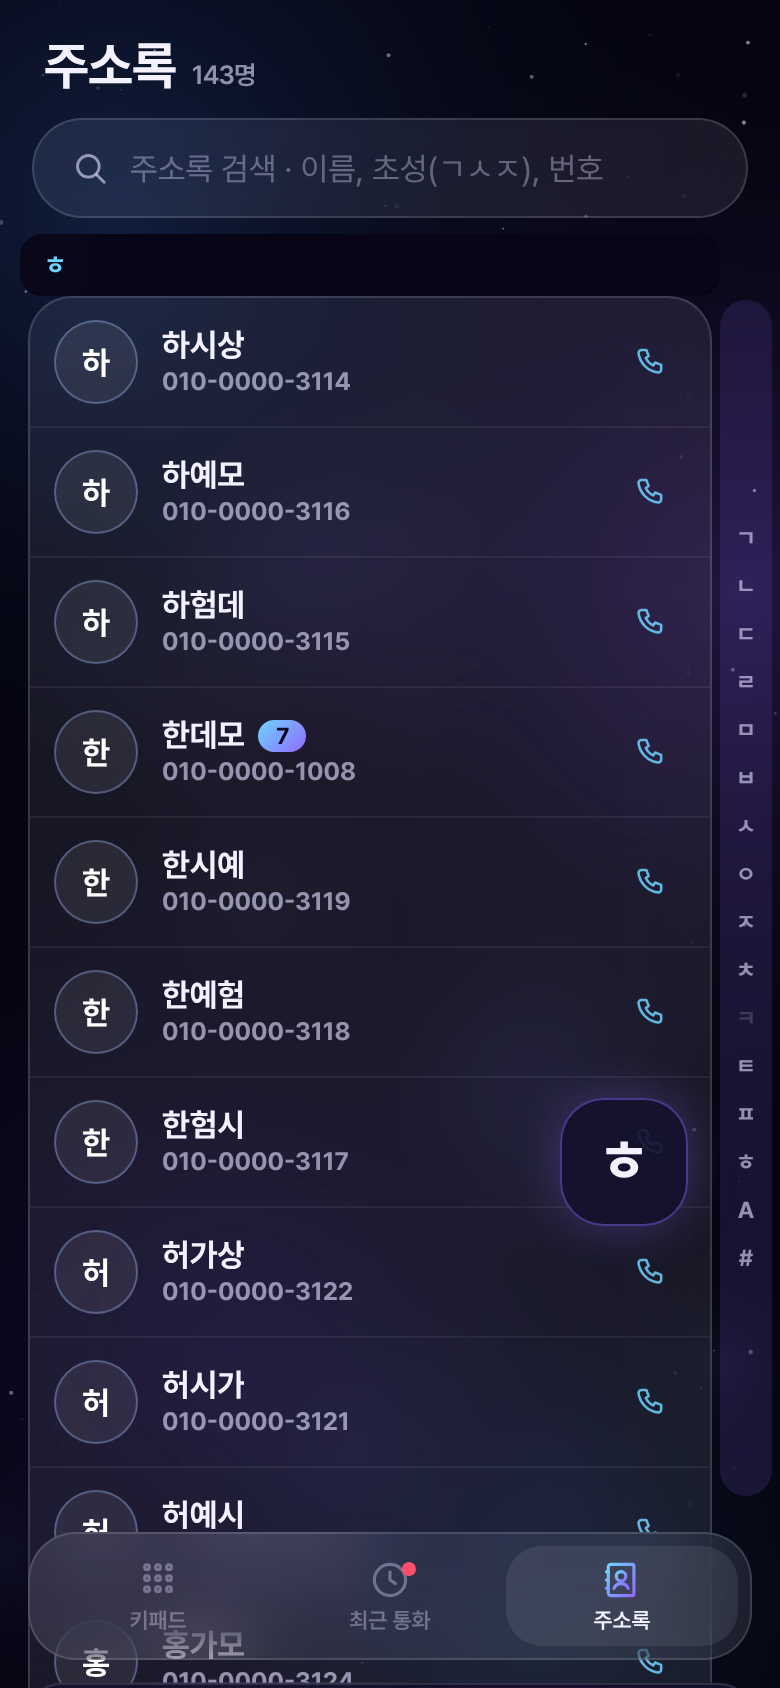 주소록 143명
주소록 검색 · 이름, 초성(ㄱㅅㅈ), 번호
ㅎ
하 하시상
010-0000-3114
하 하예모
010-0000-3116
하 하험데
010-0000-3115
한 한데모 7
010-0000-1008
한 한시예
010-0000-3119
한 한예험
010-0000-3118
한 한험시
010-0000-3117
ㅎ
허 허가상
010-0000-3122
허 허시가
010-0000-3121
허 허예시
홍 홍가모
010-0000-3124
ㄱ
ㄴ
ㄷ
ㄹ
ㅁ
ㅂ
ㅅ
ㅇ
ㅈ
ㅊ
ㅋ
ㅌ
ㅍ
ㅎ
A
#
키패드
최근 통화
주소록